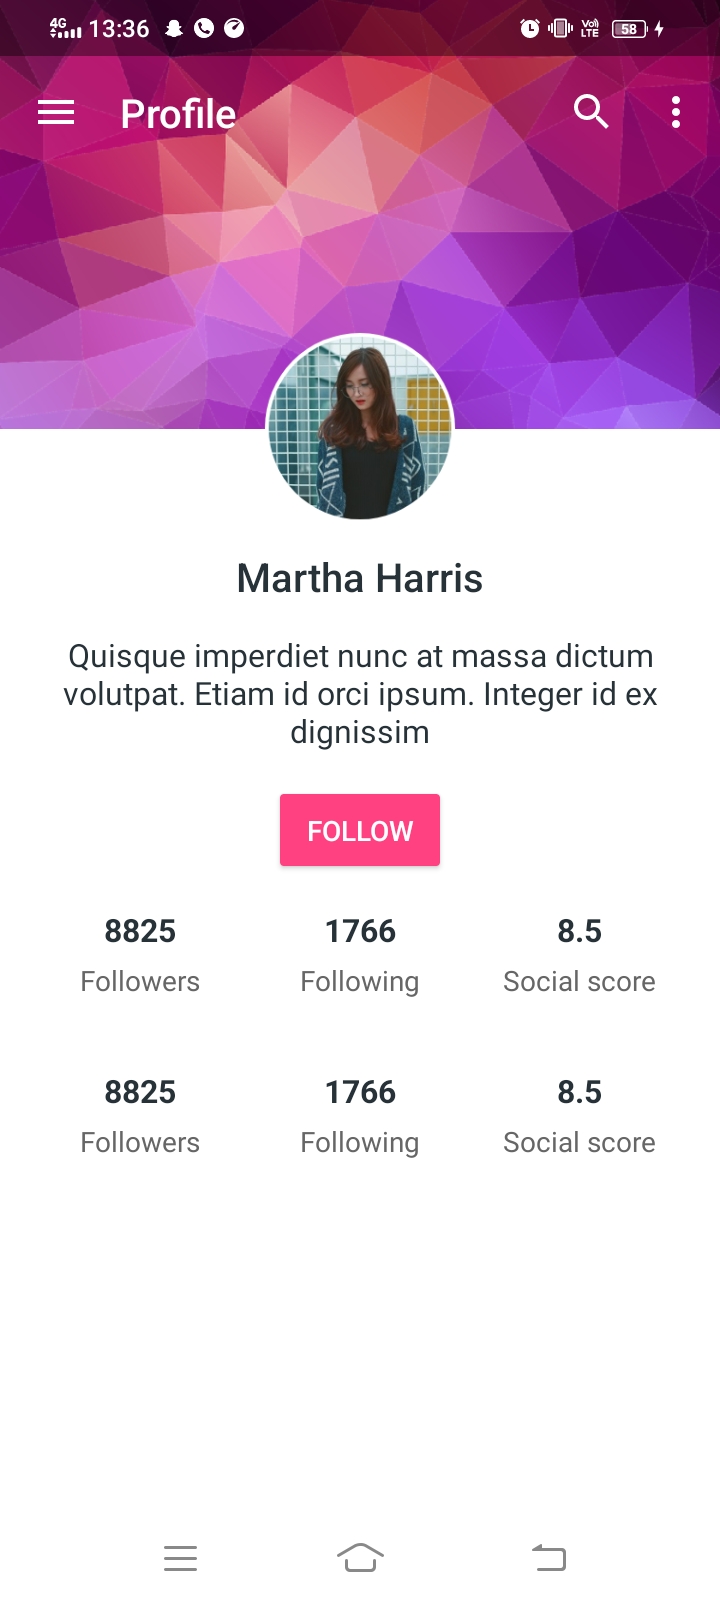 4G 13:36 Vo)) LTE 58
Profile
Martha Harris
Quisque imperdiet nunc at massa dictum
volutpat. Etiam id orci ipsum. Integer id ex
dignissim
FOLLOW
8825 1766 8.5
Followers Following Social score
8825 1766 8.5
Followers Following Social score